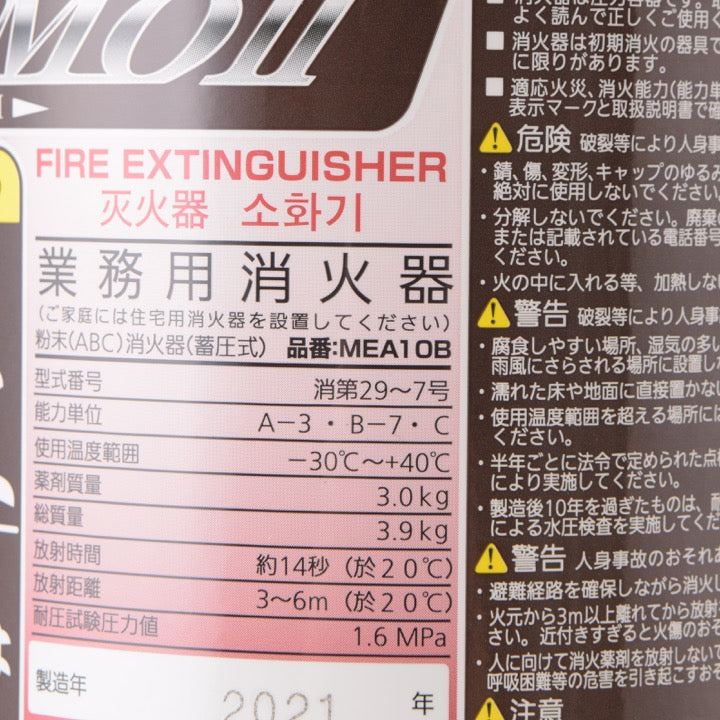 MOII
FIRE EXTINGUISHER
灭火器 소화기
業務用消火器
(ご家庭には住宅用消火器を設置してください)
粉末(ABC)消火器(蓄圧式) 品番:MEA10B
型式番号 消第29〜7号
能力単位 A−3・B−7・C
使用温度範囲 −30℃〜+40℃
薬剤質量 3.0kg
総質量 3.9kg
放射時間 約14秒(於20℃)
放射距離 3〜6m(於20℃)
耐圧試験圧力値 1.6 MPa
製造年 2021 年
よく読んで正しくご使用く
■ 消火器は初期消火の器具で
に限りがあります。
■ 適応火災、消火能力(能力単
表示マークと取扱説明書で確
危険 破裂等により人身事
・錆、傷、変形、キャップのゆるみ
絶対に使用しないでください
・分解しないでください。廃棄
または記載されている電話番号
ください。
・火の中に入れる等、加熱しな
警告 破裂等により人身事
・腐食しやすい場所、湿気の多い
雨風にさらされる場所に設置し
・濡れた床や地面に直接置かな
・使用温度範囲を超える場所に
ください。
・半年ごとに法令で定められた点
により実施してください。
・製造後10年を過ぎたものは、耐
による水圧検査を実施してくだ
警告 人身事故のおそれ
・避難経路を確保しながら消火
・火元から3m以上離れてから放射
さい。近付きすぎると火傷のおそ
・人に向けて消火薬剤を放射しない
呼吸困難等の危害を引き起こすおそ
注意